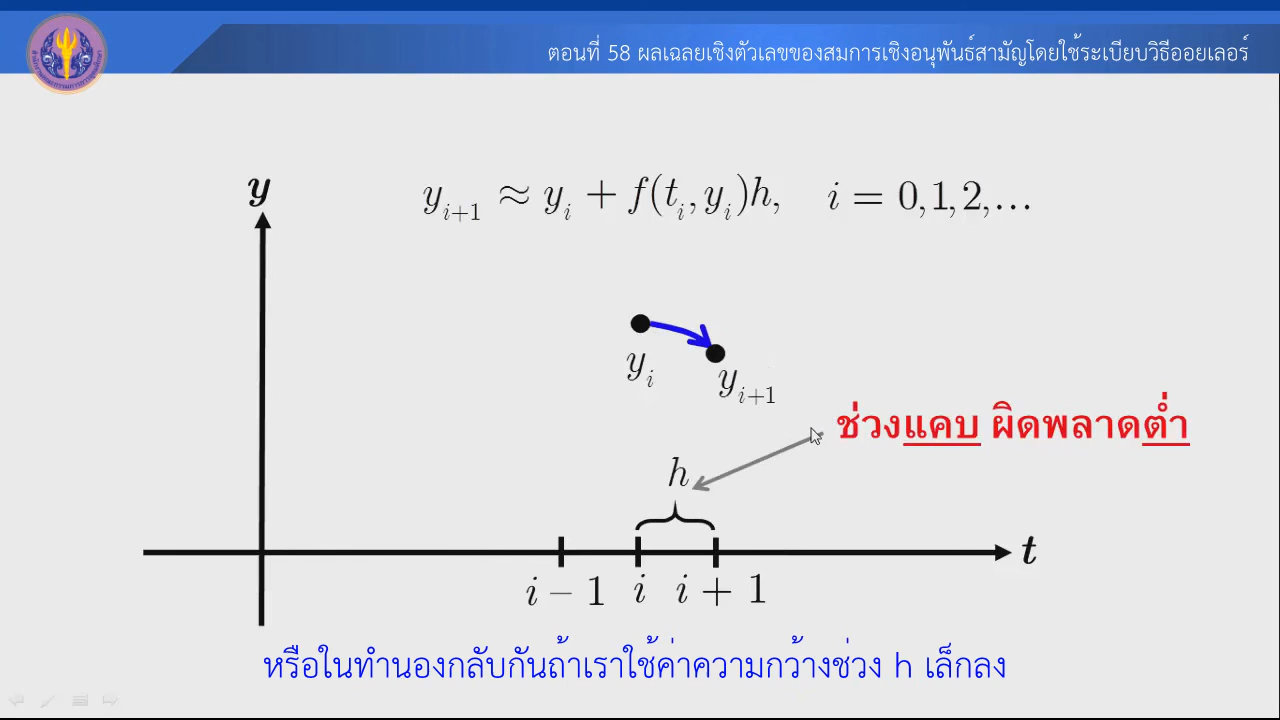 ตอนที่ 58 ผลเฉลยเชิงตัวเลขของสมการเชิงอนุพันธ์สามัญโดยใช้ระเบียบวิธีออยเลอร์
y
y_{i+1} ≈ y_i + f(t_i, y_i)h, i = 0,1,2,...
y_i
y_{i+1}
ช่วงแคบ ผิดพลาดต่ำ
h
t
i – 1 i i + 1
หรือในทำนองกลับกันถ้าเราใช้ค่าความกว้างช่วง h เล็กลง